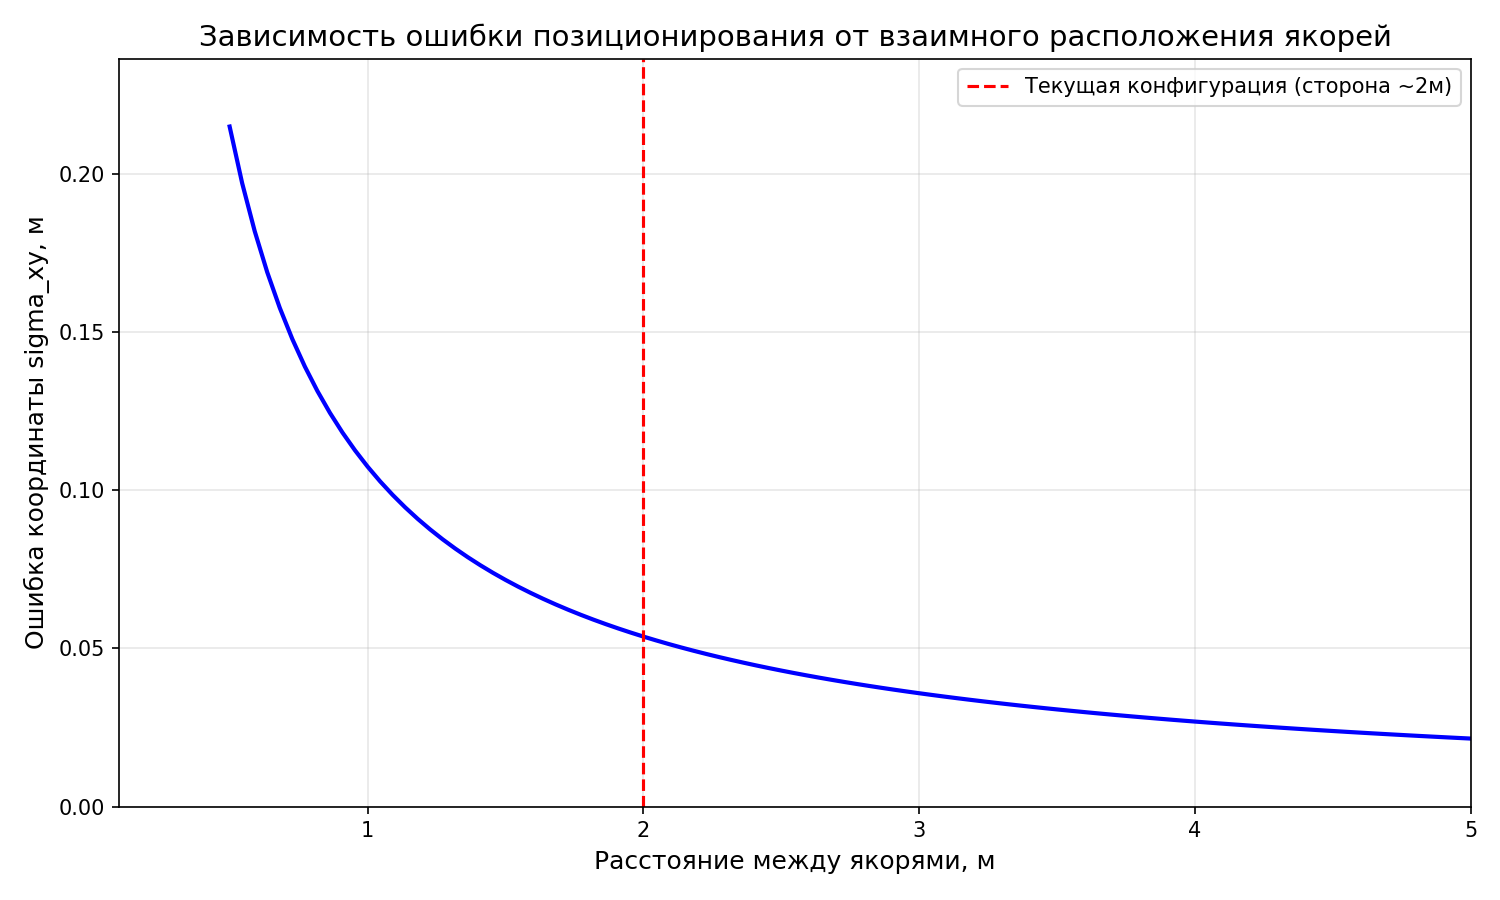 Зависимость ошибки позиционирования от взаимного расположения якорей
Текущая конфигурация (сторона ~2м)
Ошибка координаты sigma_xy, м
0.20
0.15
0.10
0.05
0.00
1 2 3 4 5
Расстояние между якорями, м